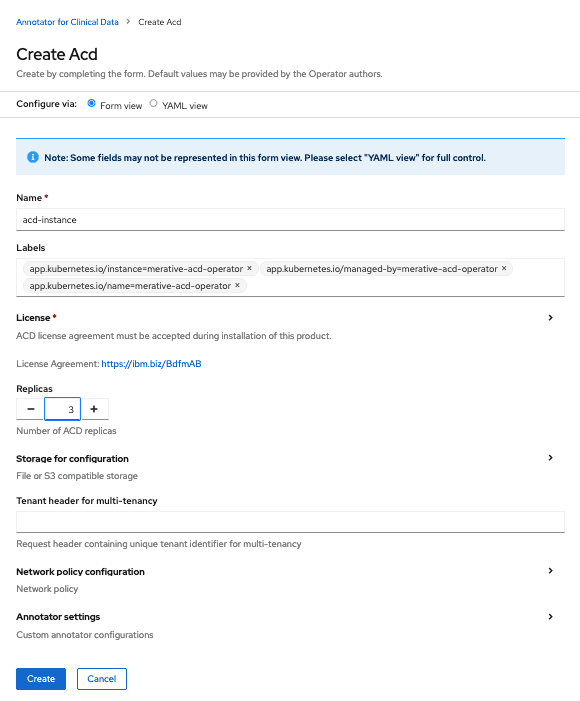 Annotator for Clinical Data > Create Acd
Create Acd
Create by completing the form. Default values may be provided by the Operator authors.
Configure via: Form view YAML view
Note: Some fields may not be represented in this form view. Please select "YAML view" for full control.
Name *
acd-instance
Labels
app.kubernetes.io/instance=merative-acd-operator × app.kubernetes.io/managed-by=merative-acd-operator ×
app.kubernetes.io/name=merative-acd-operator ×
License *
ACD license agreement must be accepted during installation of this product.
License Agreement: https://ibm.biz/BdfmAB
Replicas
− 3 +
Number of ACD replicas
Storage for configuration
File or S3 compatible storage
Tenant header for multi-tenancy
Request header containing unique tenant identifier for multi-tenancy
Network policy configuration
Network policy
Annotator settings
Custom annotator configurations
Create Cancel